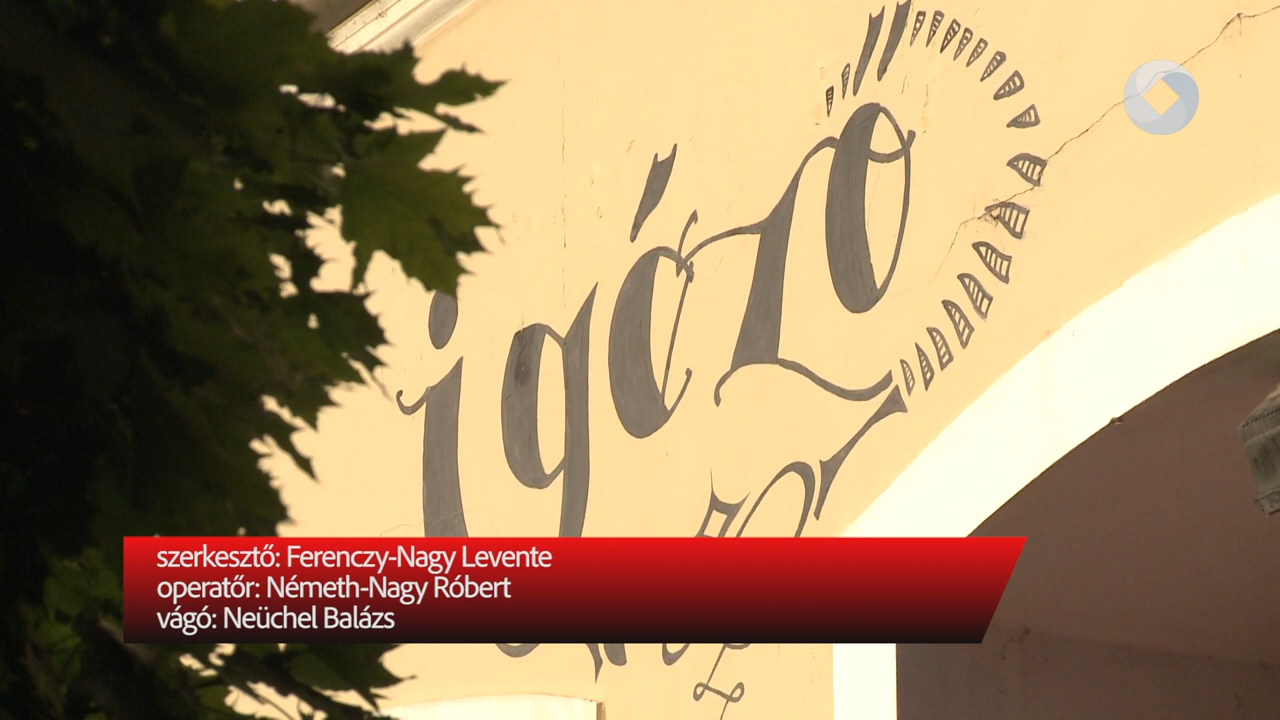 igéző
szerkesztő: Ferenczy-Nagy Levente
operatőr: Németh-Nagy Róbert
vágó: Neüchel Balázs